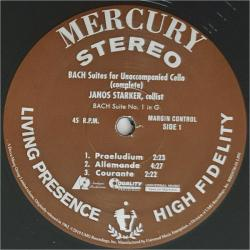 MERCURY
STEREO
BACH Suites for Unaccompanied Cello
(complete)
JANOS STARKER, cellist
BACH Suite No. 1 in G
45 R.P.M.
MARGIN CONTROL
SIDE 1
1. Praeludium 2:23
2. Allemande 4:47
3. Courante 2:22
LIVING PRESENCE
HIGH FIDELITY